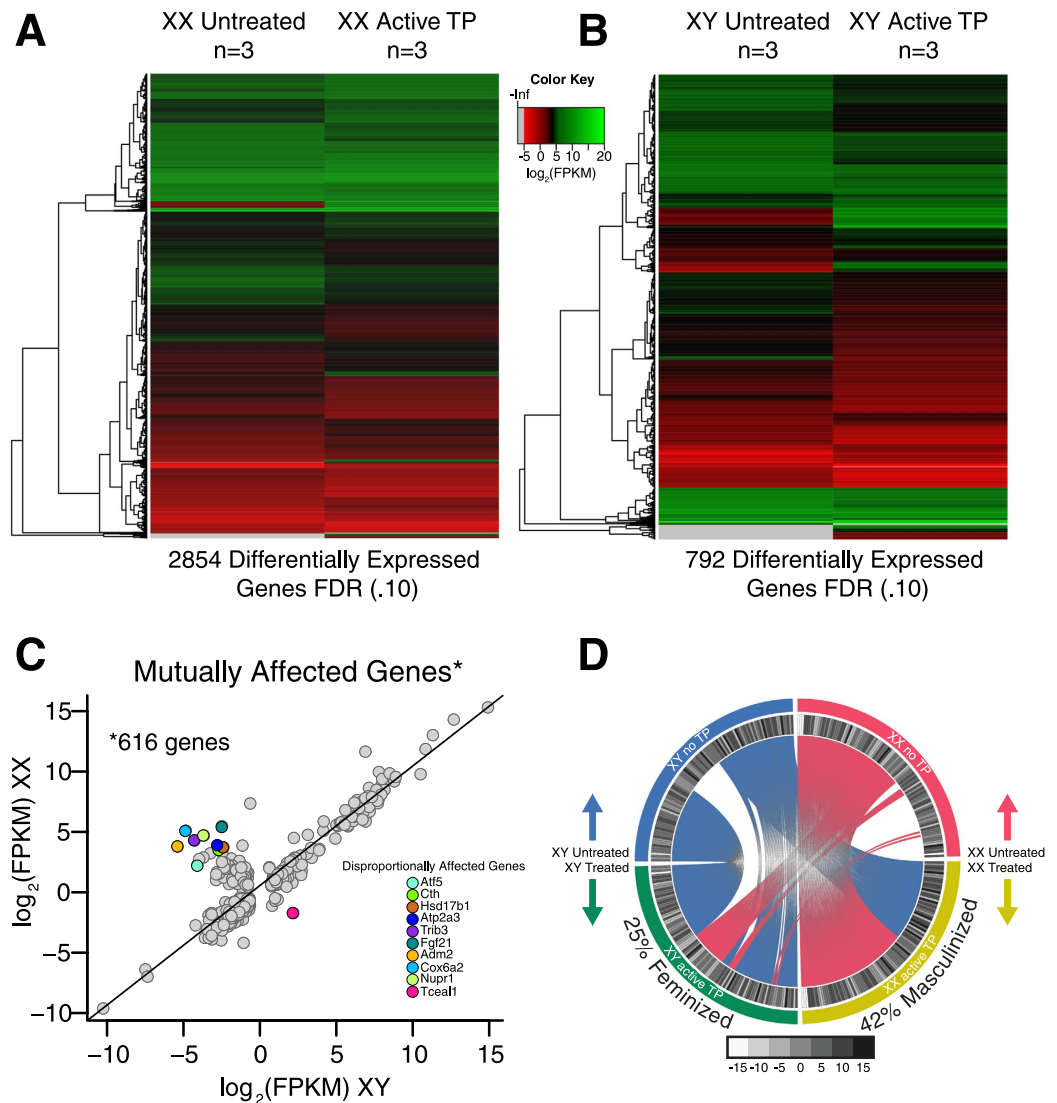 A
XX Untreated
n=3
XX Active TP
n=3
Color Key
-Inf
-5 0 5 10 20
log2(FPKM)
2854 Differentially Expressed
Genes FDR (.10)
B
XY Untreated
n=3
XY Active TP
n=3
792 Differentially Expressed
Genes FDR (.10)
C
Mutually Affected Genes*
*616 genes
log2(FPKM) XX
15
10
5
0
−5
−10
Disproportionally Affected Genes
Atf5
Cth
Hsd17b1
Atp2a3
Trib3
Fgf21
Adm2
Cox6a2
Nupr1
Tceal1
−10 −5 0 5 10 15
log2(FPKM) XY
D
XY no TP
XX no TP
XY Untreated
XY Treated
XX Untreated
XX Treated
XY active TP
XX active TP
25% Feminized
42% Masculinized
-15 -10 -5 0 5 10 15